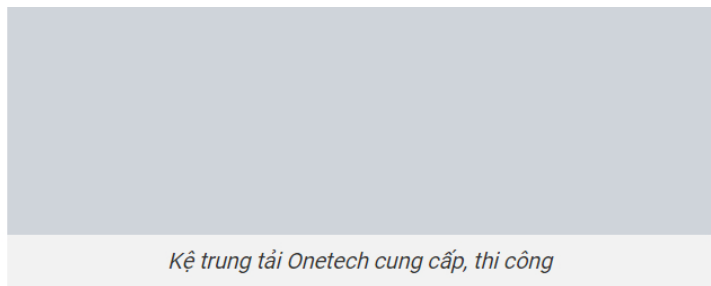 Kệ trung tải Onetech cung cấp, thi công